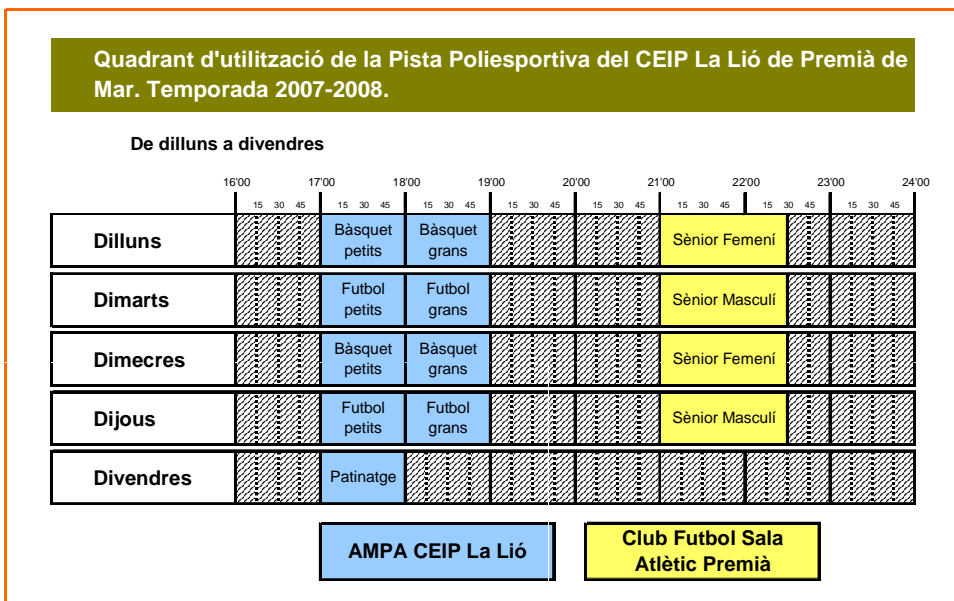 Quadrant d'utilització de la Pista Poliesportiva del CEIP La Lió de Premià de
Mar. Temporada 2007-2008.
De dilluns a divendres
16'00 17'00 18'00 19'00 20'00 21'00 22'00 23'00 24'00
15 30 45 15 30 45 15 30 45 15 30 45 15 30 45 15 30 45 15 30 45 15 30 45
Dilluns
Bàsquet
petits
Bàsquet
grans
Sènior Femení
Dimarts
Futbol
petits
Futbol
grans
Sènior Masculí
Dimecres
Bàsquet
petits
Bàsquet
grans
Sènior Femení
Dijous
Futbol
petits
Futbol
grans
Sènior Masculí
Divendres
Patinatge
AMPA CEIP La Lió
Club Futbol Sala
Atlètic Premià